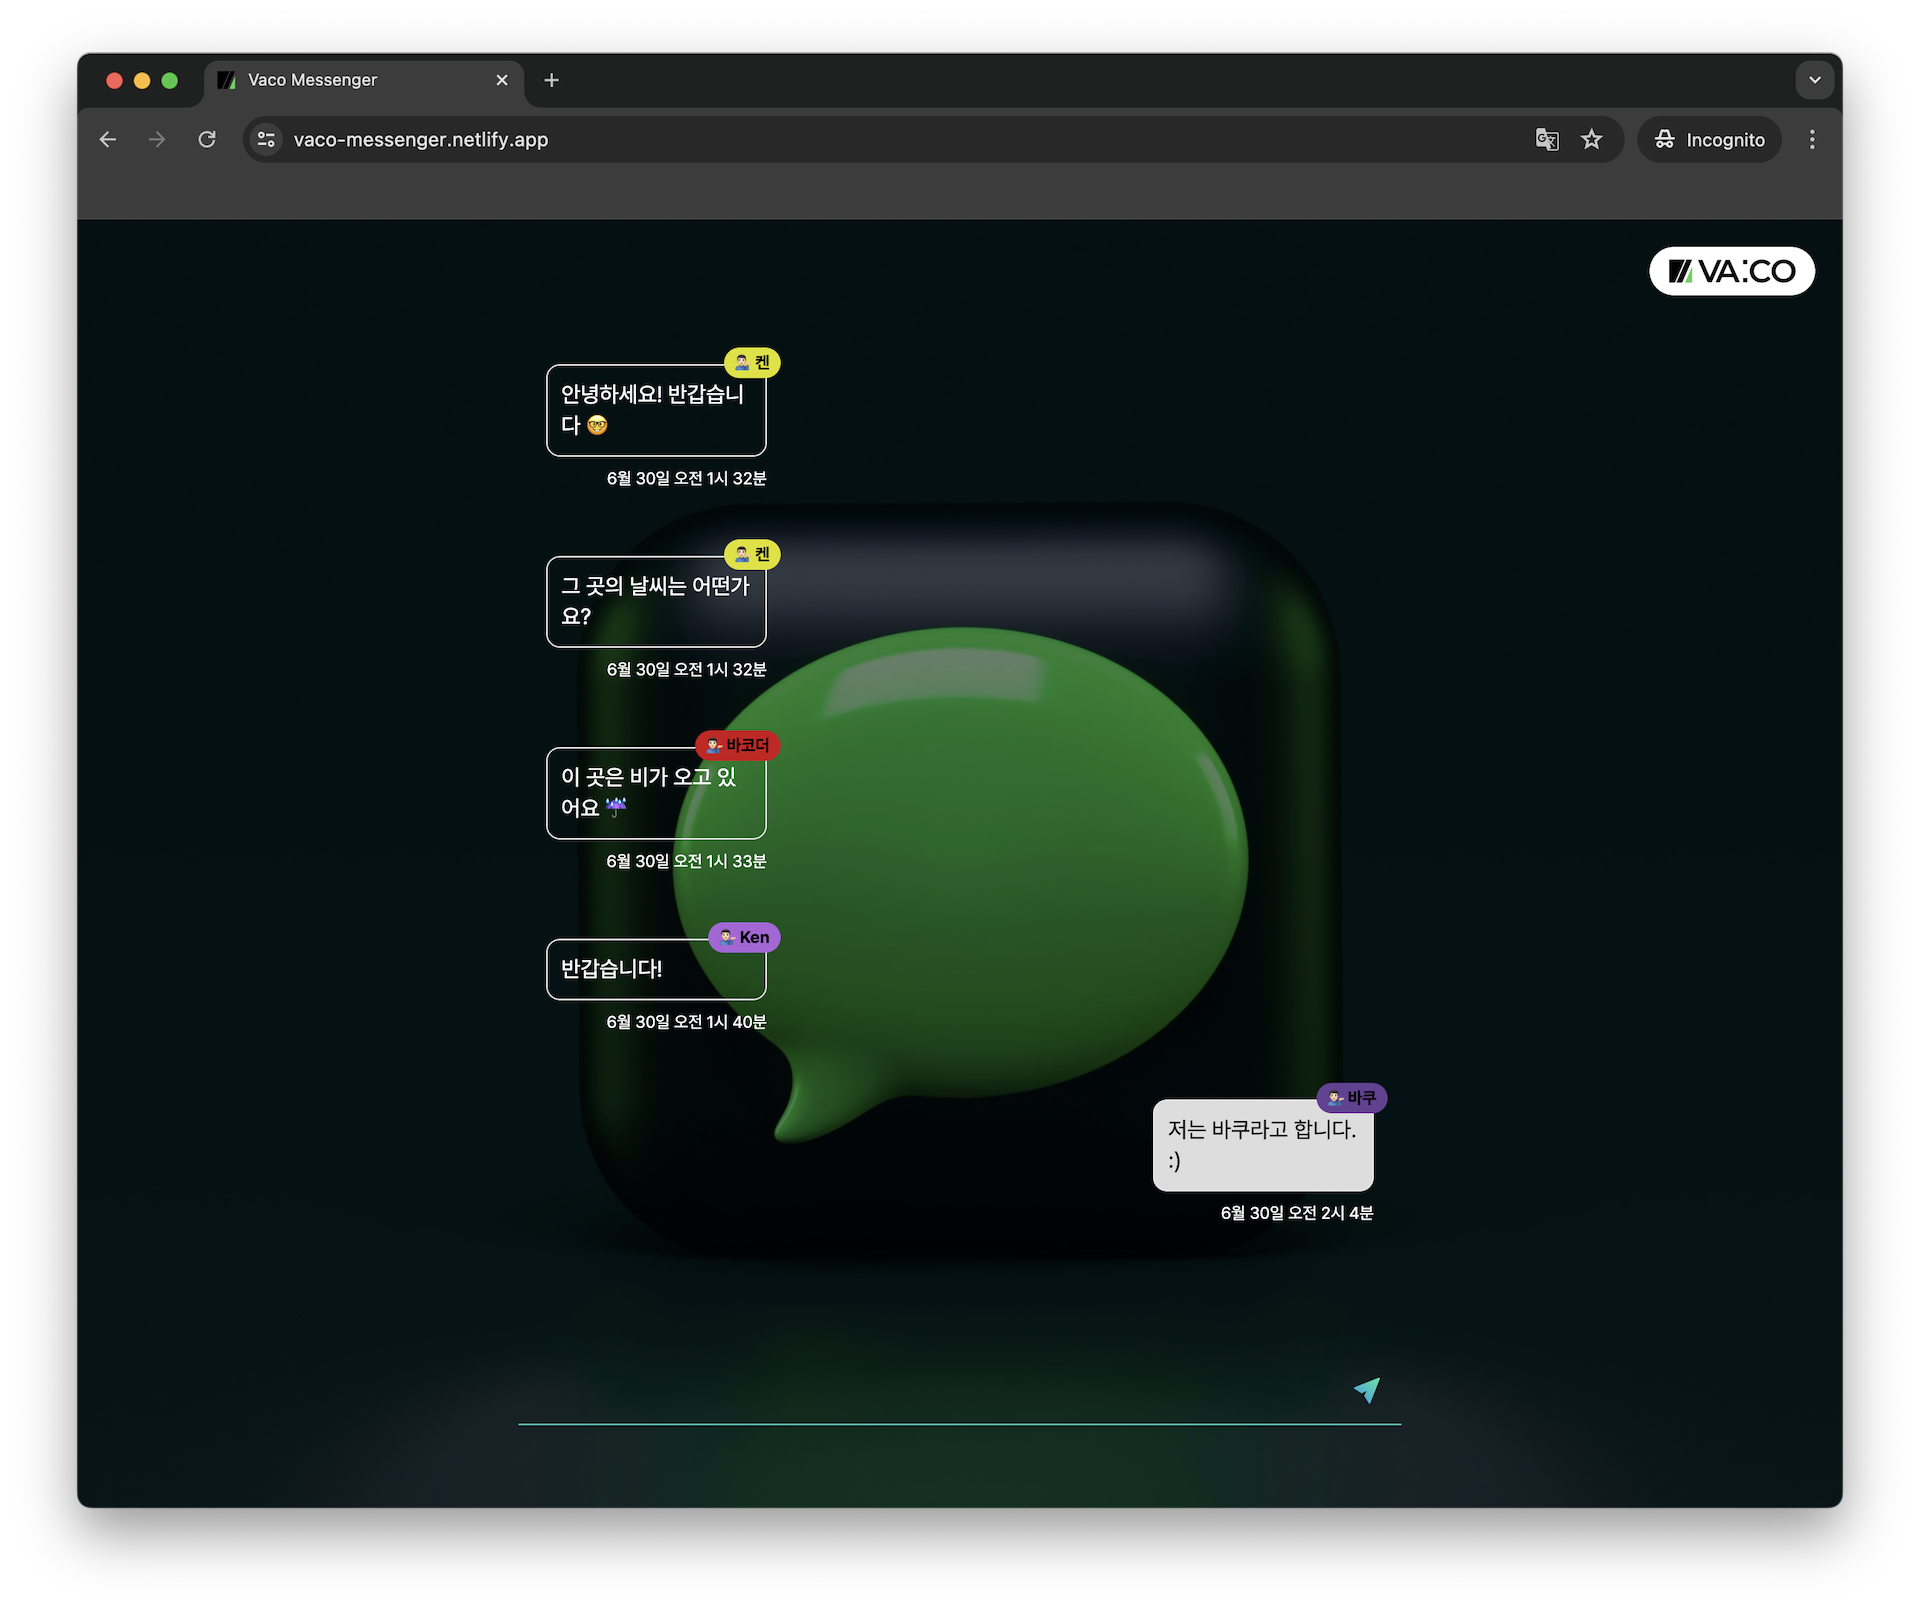 Vaco Messenger
vaco-messenger.netlify.app
Incognito
VA:CO
켄
안녕하세요! 반갑습니
다 🤓
6월 30일 오전 1시 32분
켄
그 곳의 날씨는 어떤가
요?
6월 30일 오전 1시 32분
바코더
이 곳은 비가 오고 있
어요 ☔
6월 30일 오전 1시 33분
Ken
반갑습니다!
6월 30일 오전 1시 40분
바쿠
저는 바쿠라고 합니다.
:)
6월 30일 오전 2시 4분